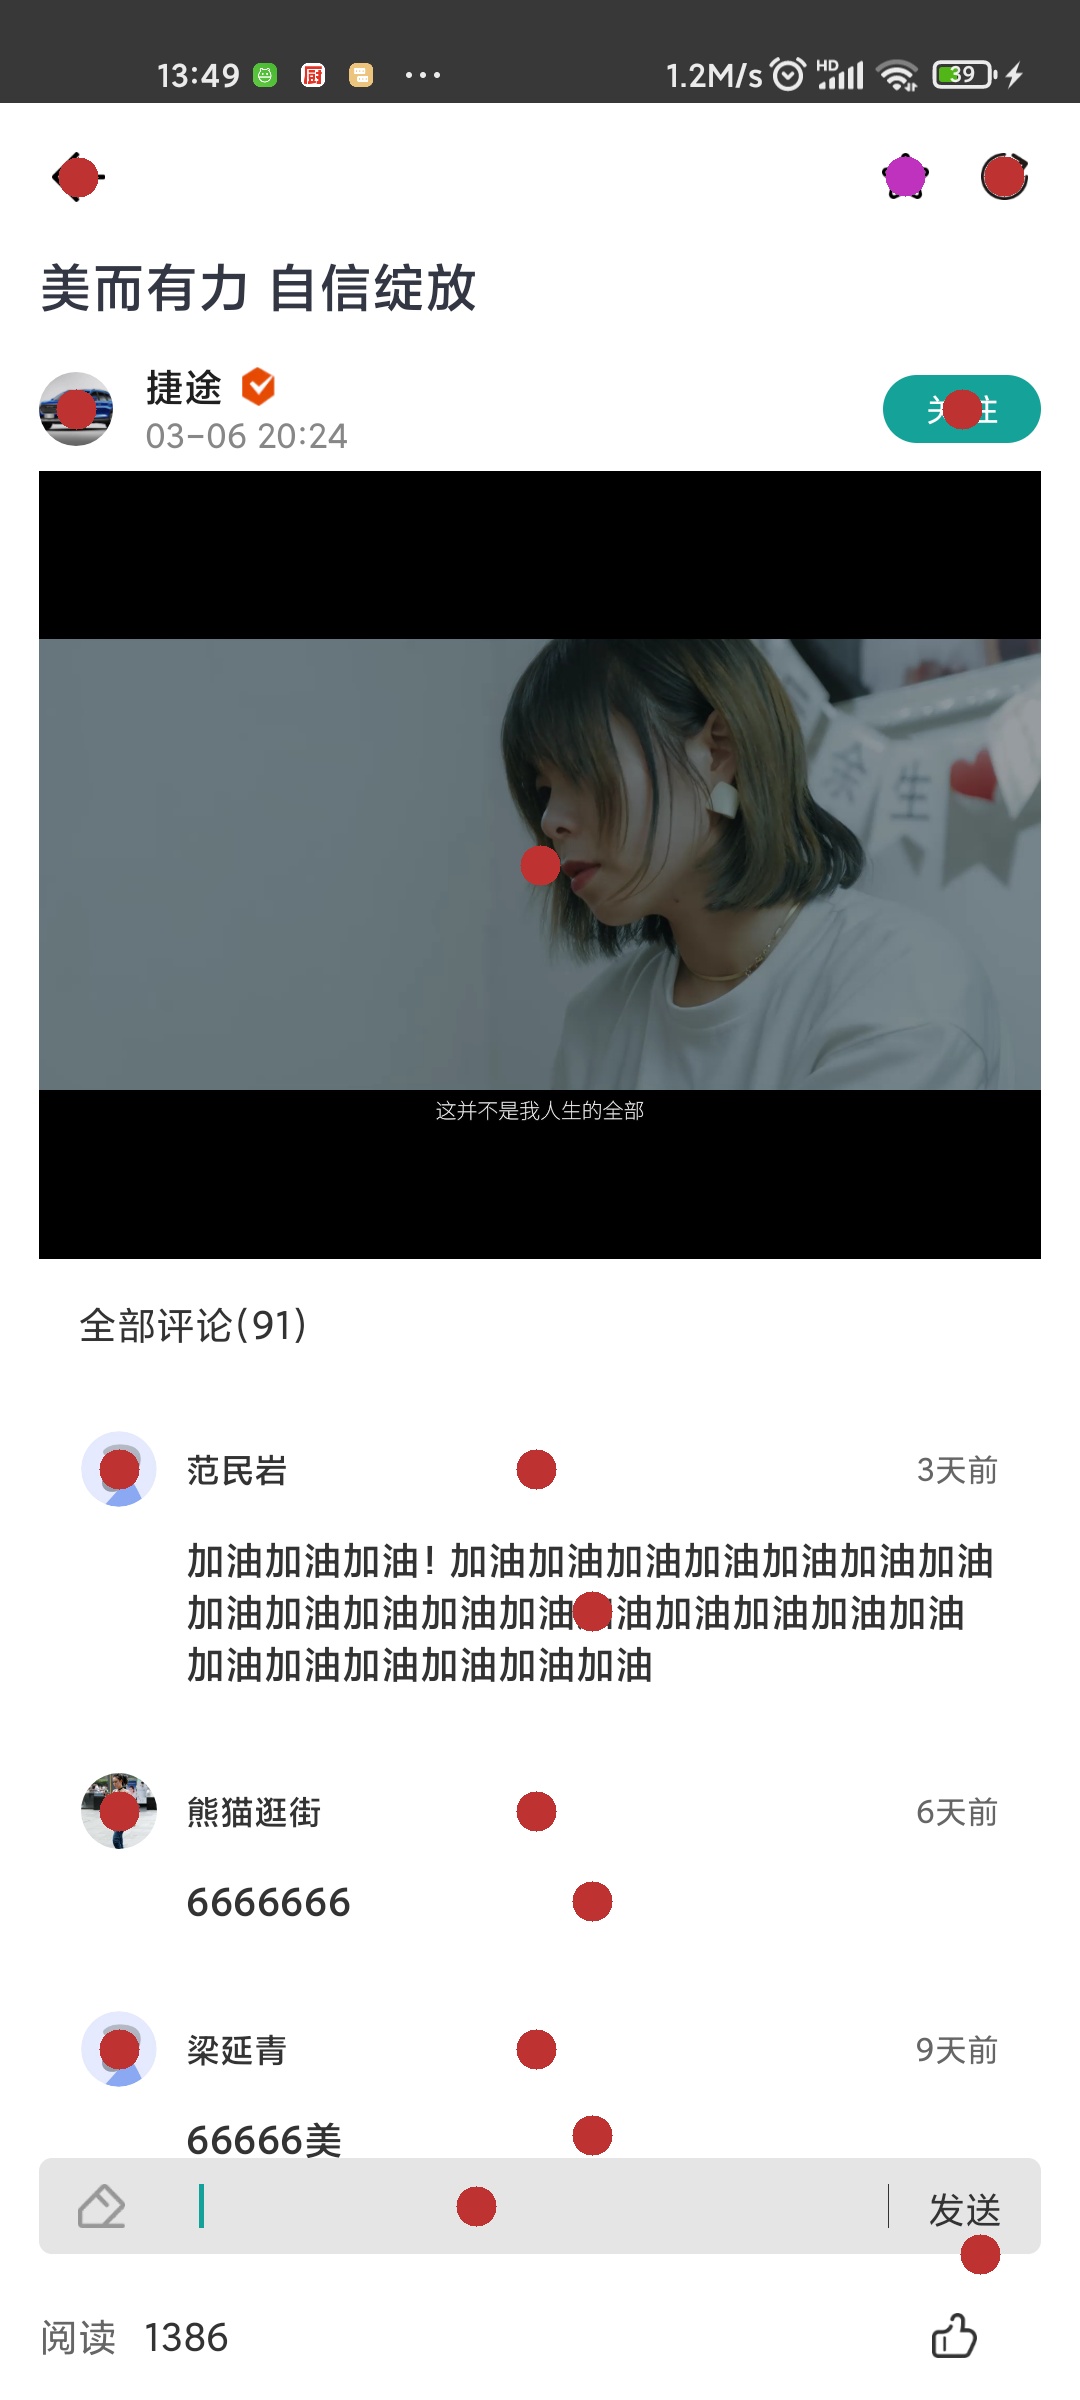 13:49
1.2M/s HD 39
美而有力 自信绽放
捷途
03-06 20:24
余生
这并不是我人生的全部
全部评论(91)
范民岩 3天前
加油加油加油！加油加油加油加油加油加油加油
加油加油加油加油加油加油加油加油加油加油
加油加油加油加油加油加油
熊猫逛街 6天前
6666666
梁延青 9天前
66666美
发送
阅读 1386